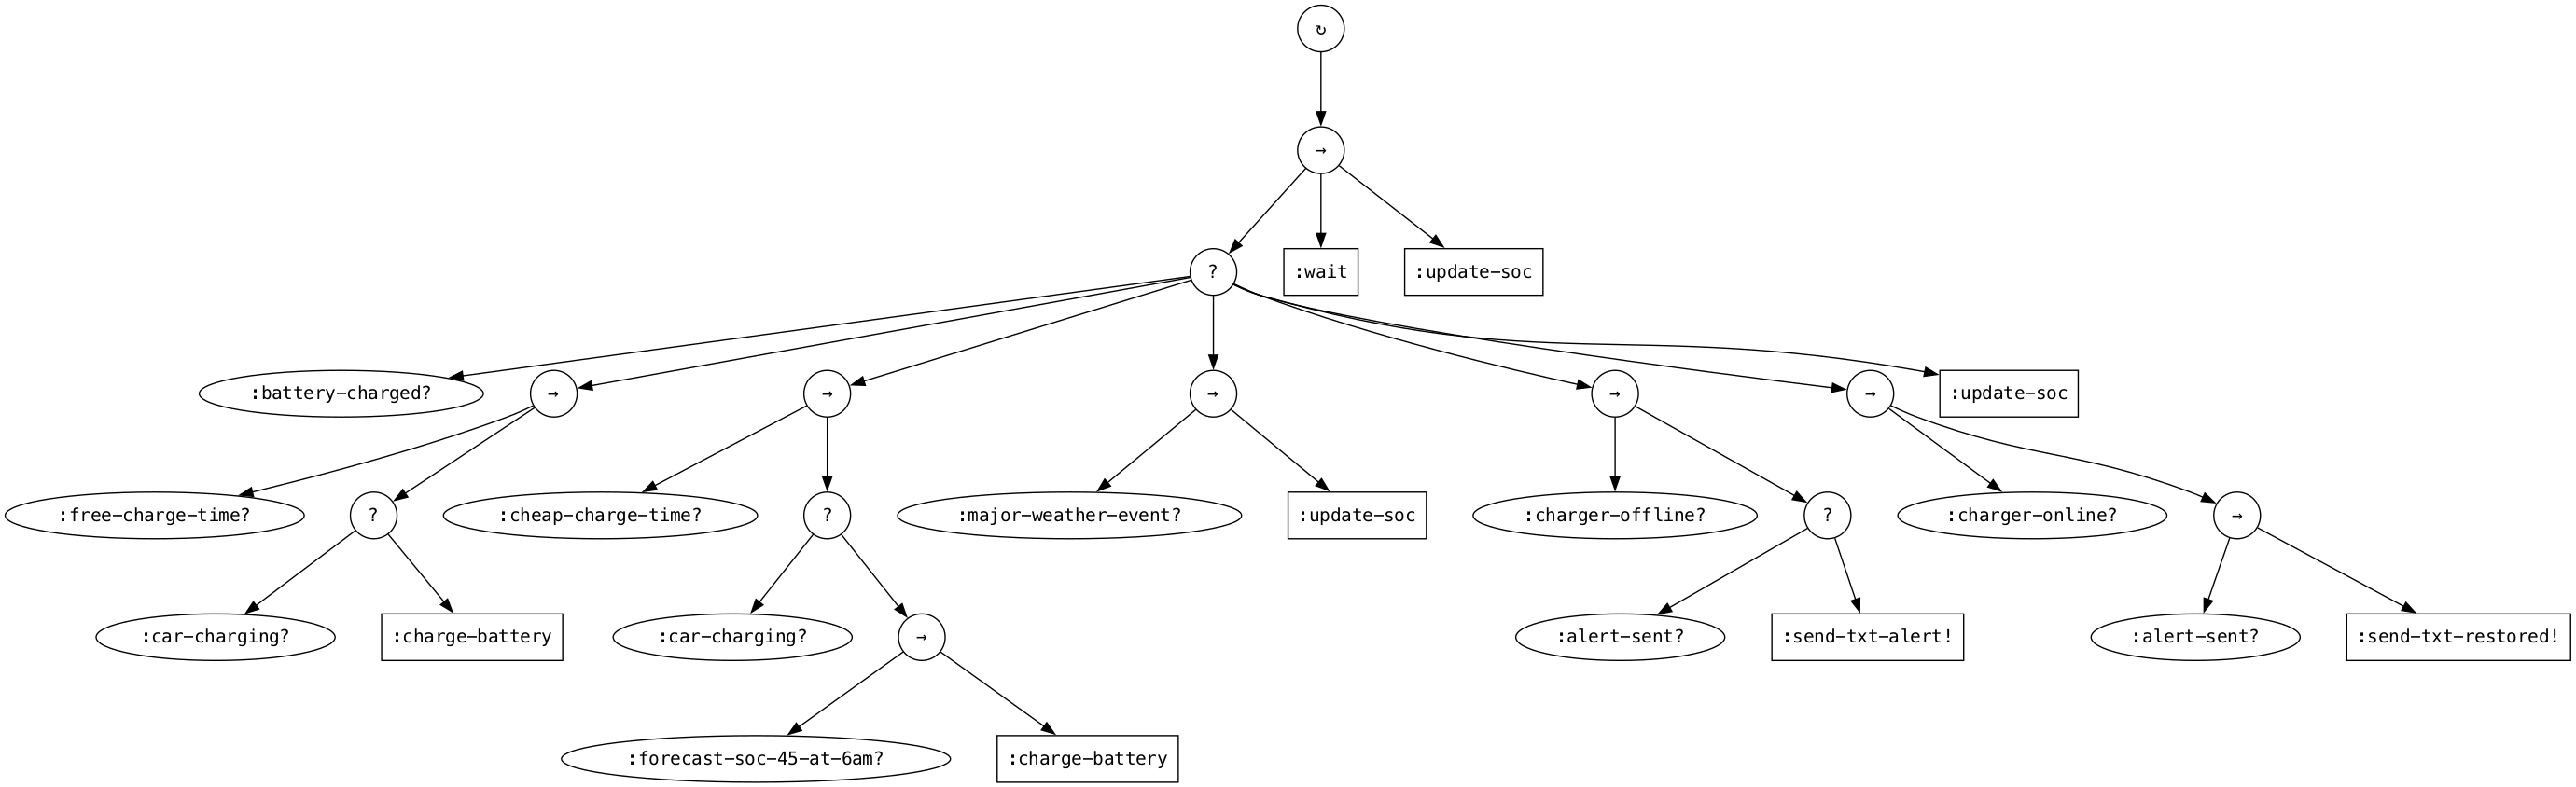 ↻
→
?
:wait
:update-soc
:battery-charged?
→
→
→
→
→
:update-soc
:free-charge-time?
?
:cheap-charge-time?
?
:major-weather-event?
:update-soc
:charger-offline?
?
:charger-online?
→
:car-charging?
:charge-battery
:car-charging?
→
:alert-sent?
:send-txt-alert!
:alert-sent?
:send-txt-restored!
:forecast-soc-45-at-6am?
:charge-battery